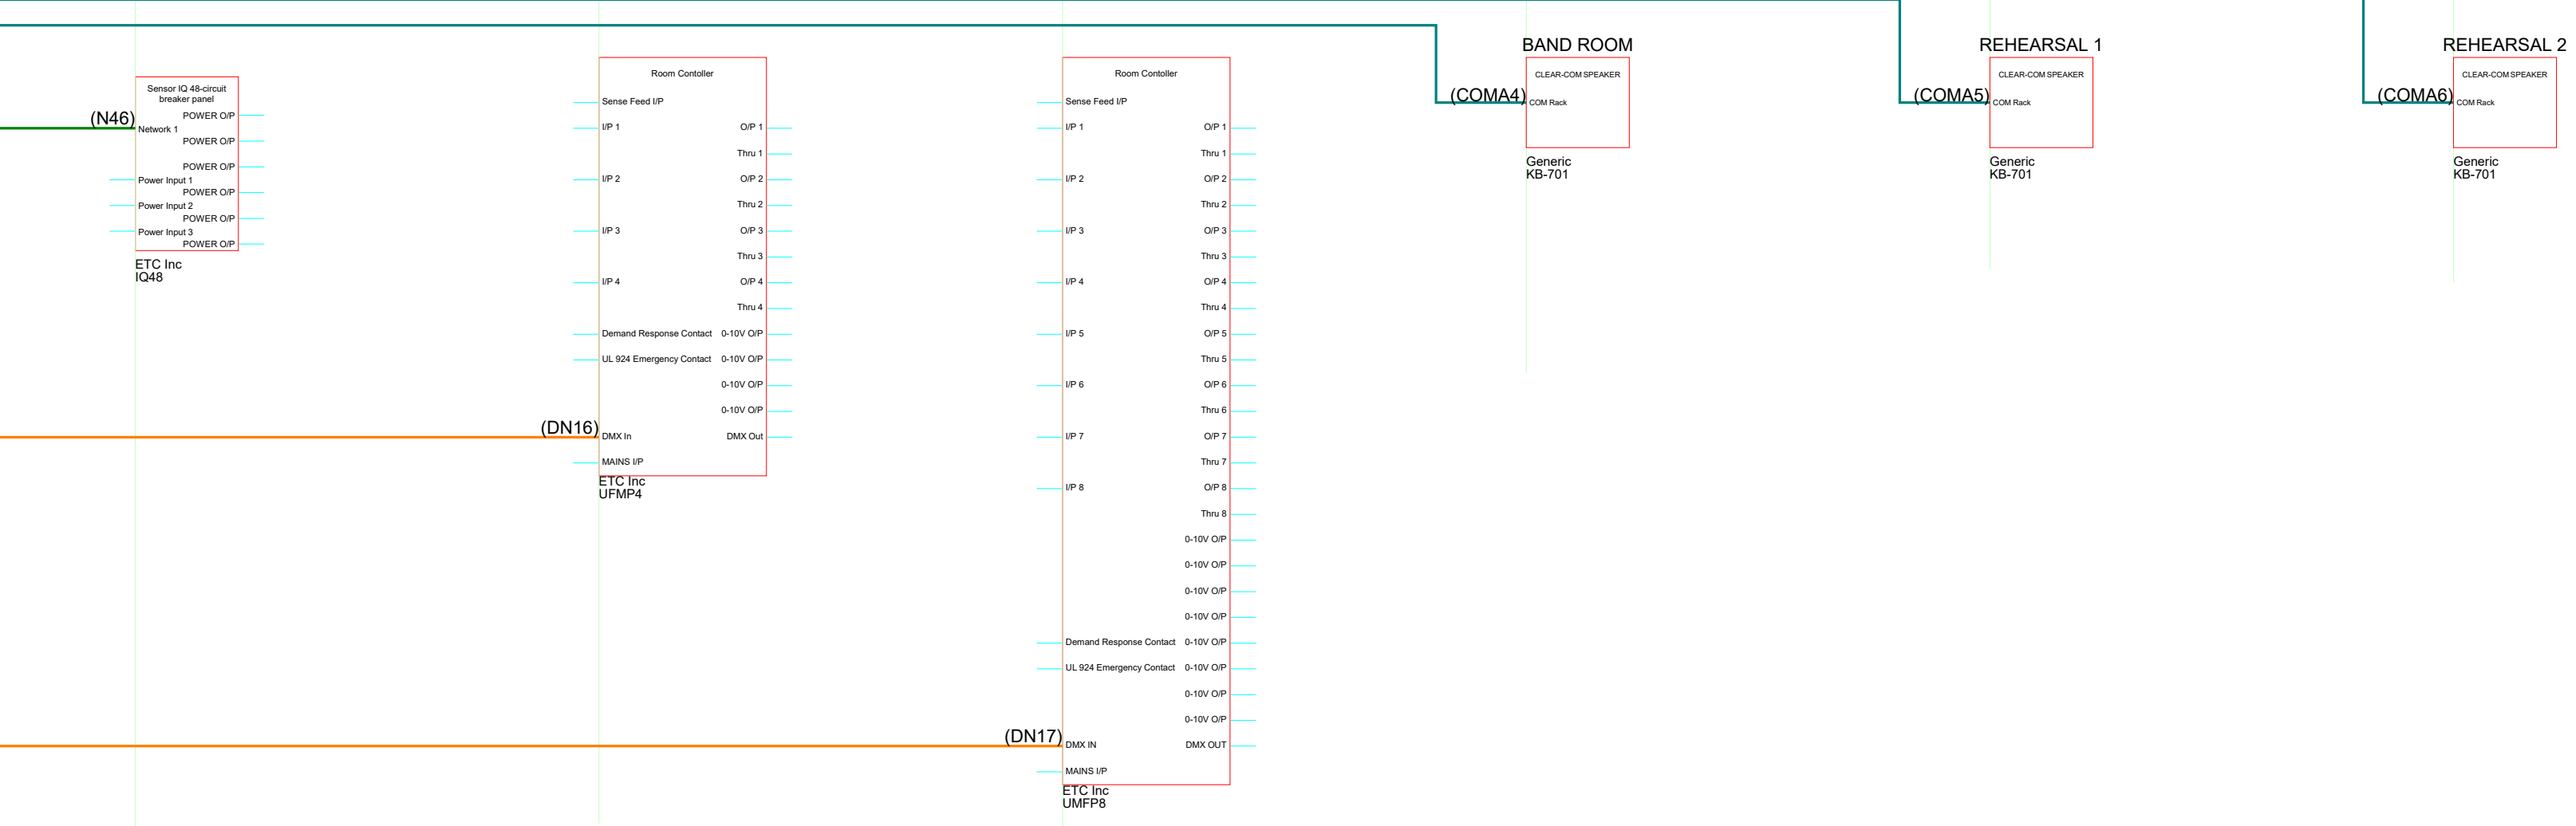 (N46)
Sensor IQ 48-circuit
breaker panel
POWER O/P
Network 1
POWER O/P
POWER O/P
Power Input 1
POWER O/P
Power Input 2
POWER O/P
Power Input 3
POWER O/P
ETC Inc
IQ48
Room Contoller
Sense Feed I/P
I/P 1 O/P 1
Thru 1
I/P 2 O/P 2
Thru 2
I/P 3 O/P 3
Thru 3
I/P 4 O/P 4
Thru 4
Demand Response Contact 0-10V O/P
UL 924 Emergency Contact 0-10V O/P
0-10V O/P
0-10V O/P
(DN16) DMX In DMX Out
MAINS I/P
ETC Inc
UFMP4
Room Contoller
Sense Feed I/P
I/P 1 O/P 1
Thru 1
I/P 2 O/P 2
Thru 2
I/P 3 O/P 3
Thru 3
I/P 4 O/P 4
Thru 4
I/P 5 O/P 5
Thru 5
I/P 6 O/P 6
Thru 6
I/P 7 O/P 7
Thru 7
I/P 8 O/P 8
Thru 8
0-10V O/P
0-10V O/P
0-10V O/P
0-10V O/P
Demand Response Contact 0-10V O/P
UL 924 Emergency Contact 0-10V O/P
0-10V O/P
0-10V O/P
(DN17) DMX IN DMX OUT
MAINS I/P
ETC Inc
UMFP8
BAND ROOM
CLEAR-COM SPEAKER
(COMA4) COM Rack
Generic
KB-701
REHEARSAL 1
CLEAR-COM SPEAKER
(COMA5) COM Rack
Generic
KB-701
REHEARSAL 2
CLEAR-COM SPEAKER
(COMA6) COM Rack
Generic
KB-701